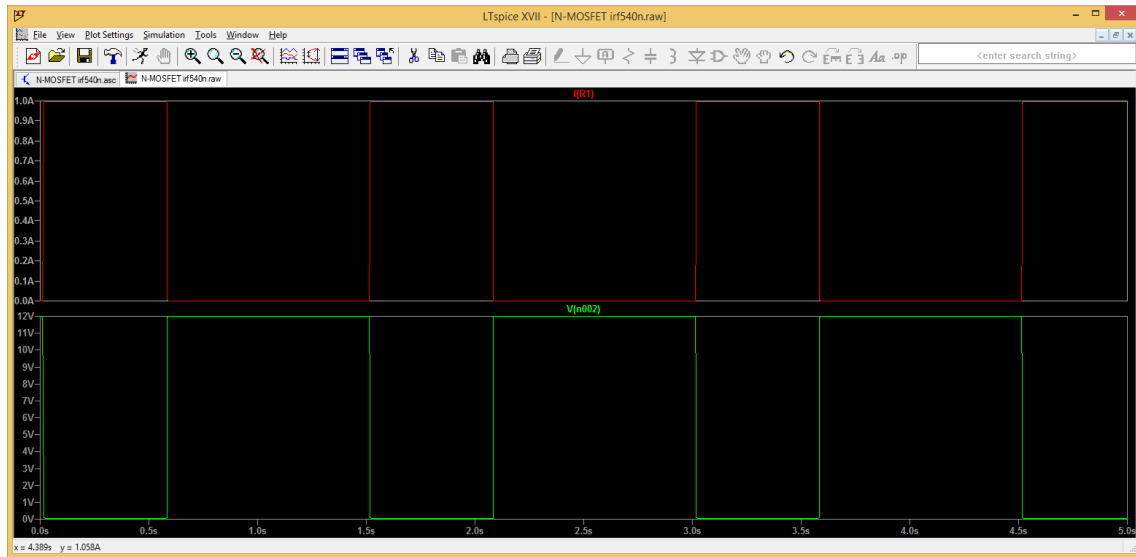 LTspice XVII - [N-MOSFET irf540n.raw]
File View Plot Settings Simulation Tools Window Help
<enter search string>
N-MOSFET irf540n.asc N-MOSFET irf540n.raw
I(R1)
1.0A
0.9A
0.8A
0.7A
0.6A
0.5A
0.4A
0.3A
0.2A
0.1A
0.0A
V(n002)
12V
11V
10V
9V
8V
7V
6V
5V
4V
3V
2V
1V
0V
0.0s 0.5s 1.0s 1.5s 2.0s 2.5s 3.0s 3.5s 4.0s 4.5s 5.0s
x = 4.389s y = 1.058A